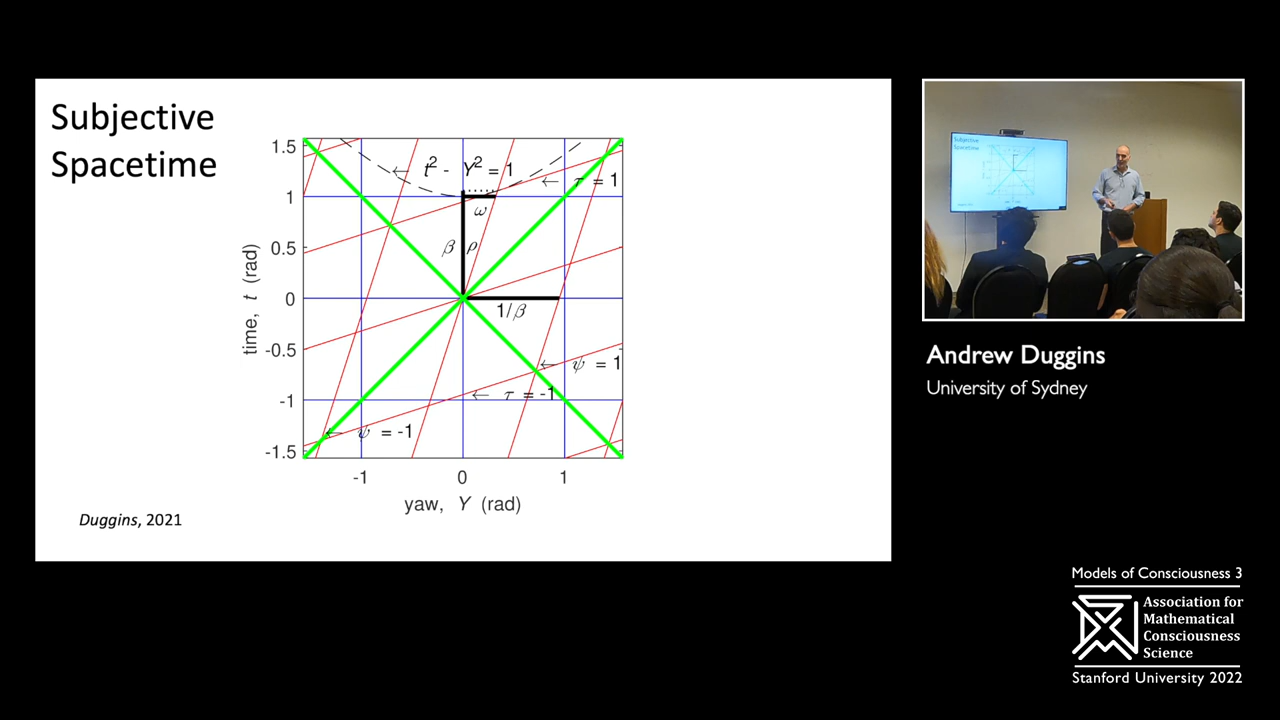 Subjective
Spacetime
1.5
1
0.5
0
-0.5
-1
-1.5
time, t (rad)
← t² - Y² = 1
← τ = 1
ω
β
ρ
1/β
← ψ = 1
← τ = -1
← ψ = -1
-1
0
1
yaw, Y (rad)
Duggins, 2021
Subjective
Spacetime
Andrew Duggins
University of Sydney
Models of Consciousness 3
Association for
Mathematical
Consciousness
Science
Stanford University 2022